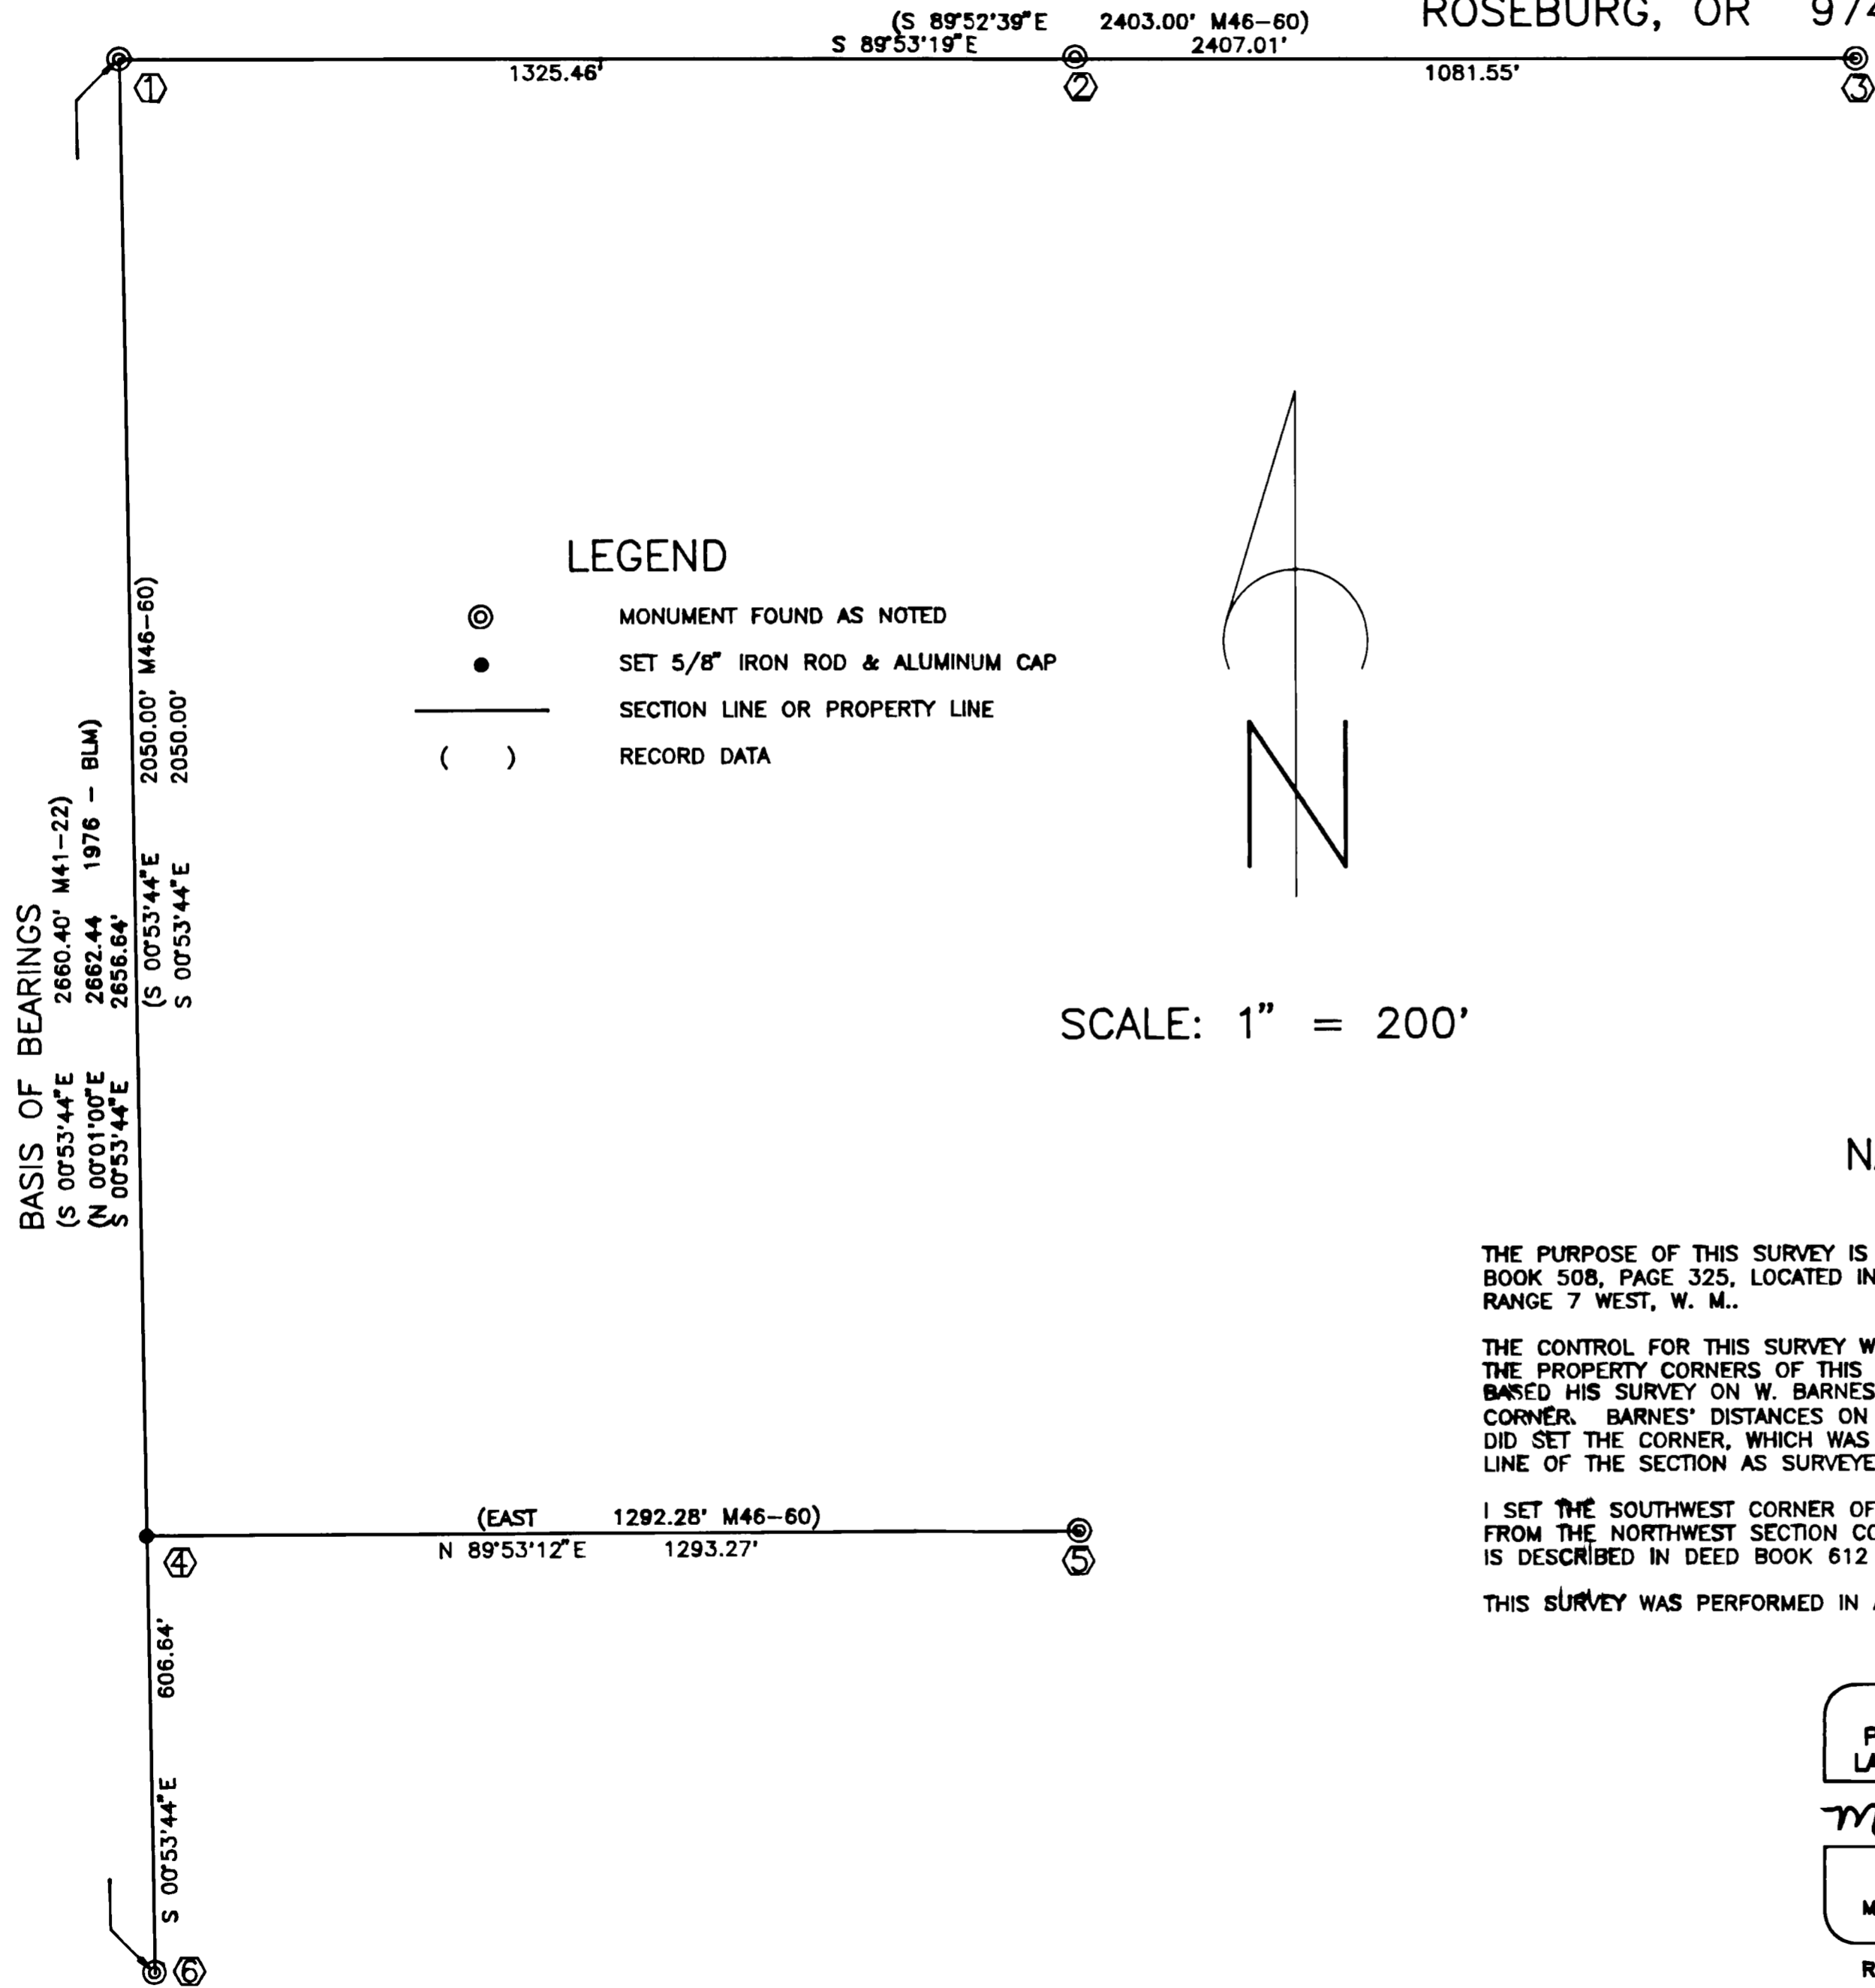 ROSEBURG, OR 974
(S 89°52'39"E 2403.00' M46-60)
S 89°53'19"E 2407.01'
1325.46'
1081.55'
1
2
3
LEGEND
MONUMENT FOUND AS NOTED
SET 5/8" IRON ROD & ALUMINUM CAP
SECTION LINE OR PROPERTY LINE
( ) RECORD DATA
N
SCALE: 1" = 200'
BASIS OF BEARINGS
(S 00°53'44"E 2660.40' M41-22)
(N 00°01'00"E 2662.44 1976 - BLM)
S 00°53'44"E 2656.64'
(S 00°53'44"E 2050.00' M46-60)
S 00°53'44"E 2050.00'
NA
THE PURPOSE OF THIS SURVEY IS
BOOK 508, PAGE 325, LOCATED IN
RANGE 7 WEST, W. M..
THE CONTROL FOR THIS SURVEY W
THE PROPERTY CORNERS OF THIS
BASED HIS SURVEY ON W. BARNES
CORNER. BARNES' DISTANCES ON
DID SET THE CORNER, WHICH WAS
LINE OF THE SECTION AS SURVEYE
I SET THE SOUTHWEST CORNER OF
FROM THE NORTHWEST SECTION CO
IS DESCRIBED IN DEED BOOK 612
THIS SURVEY WAS PERFORMED IN
(EAST 1292.28' M46-60)
N 89°53'12"E 1293.27'
4
5
S 00°53'44"E 606.64'
6
P
LA
M
R